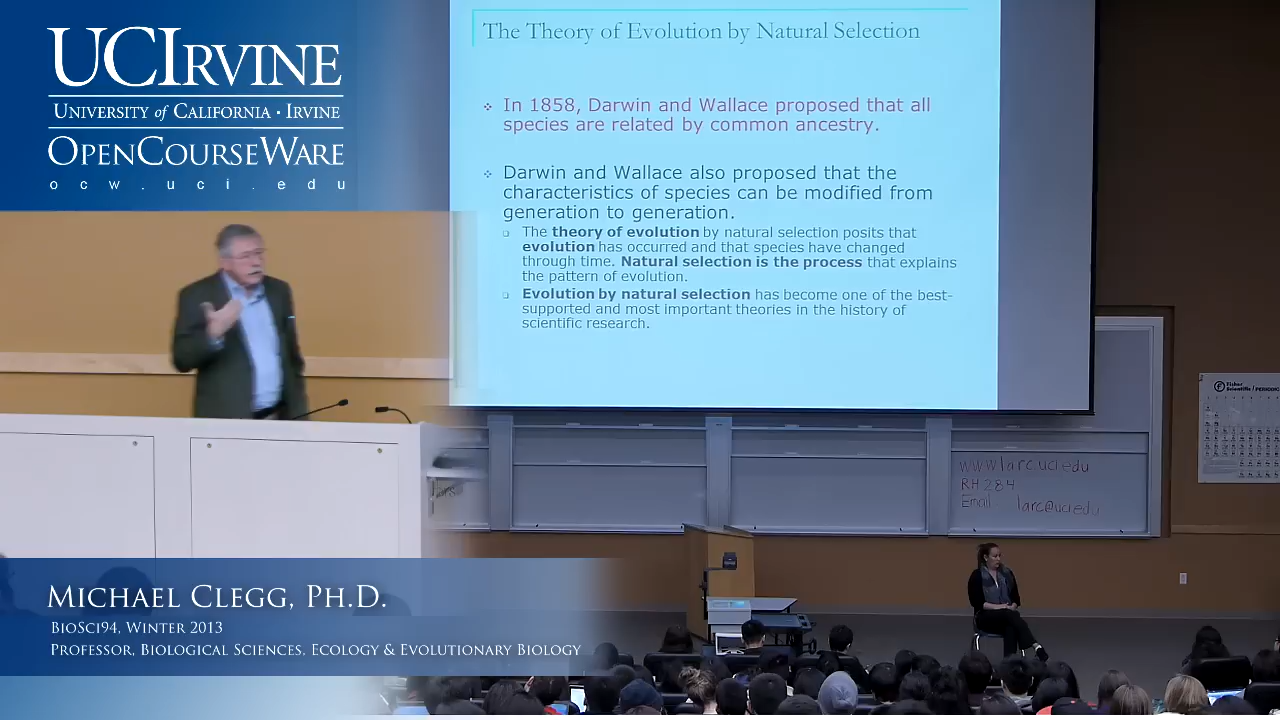 UCIRVINE
UNIVERSITY of CALIFORNIA · IRVINE
OPENCOURSEWARE
ocw.uci.edu
The Theory of Evolution by Natural Selection
In 1858, Darwin and Wallace proposed that all
species are related by common ancestry.
Darwin and Wallace also proposed that the
characteristics of species can be modified from
generation to generation.
The theory of evolution by natural selection posits that
evolution has occurred and that species have changed
through time. Natural selection is the process that explains
the pattern of evolution.
Evolution by natural selection has become one of the best-
supported and most important theories in the history of
scientific research.
Fisher
Scientific / PERIODIC
www.larc.uci.edu
RH 284
Email larc@uci.edu
MICHAEL CLEGG, PH.D.
BIOSCI94, WINTER 2013
PROFESSOR, BIOLOGICAL SCIENCES, ECOLOGY & EVOLUTIONARY BIOLOGY